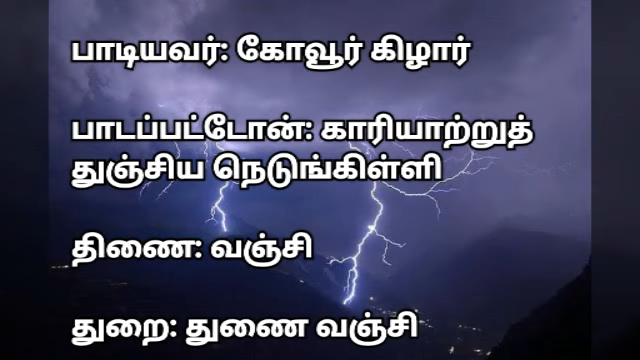 பாடியவர்: கோவூர் கிழார்
பாடப்பட்டோன்: காரியாற்றுத்
துஞ்சிய நெடுங்கிள்ளி
திணை: வஞ்சி
துறை: துணை வஞ்சி